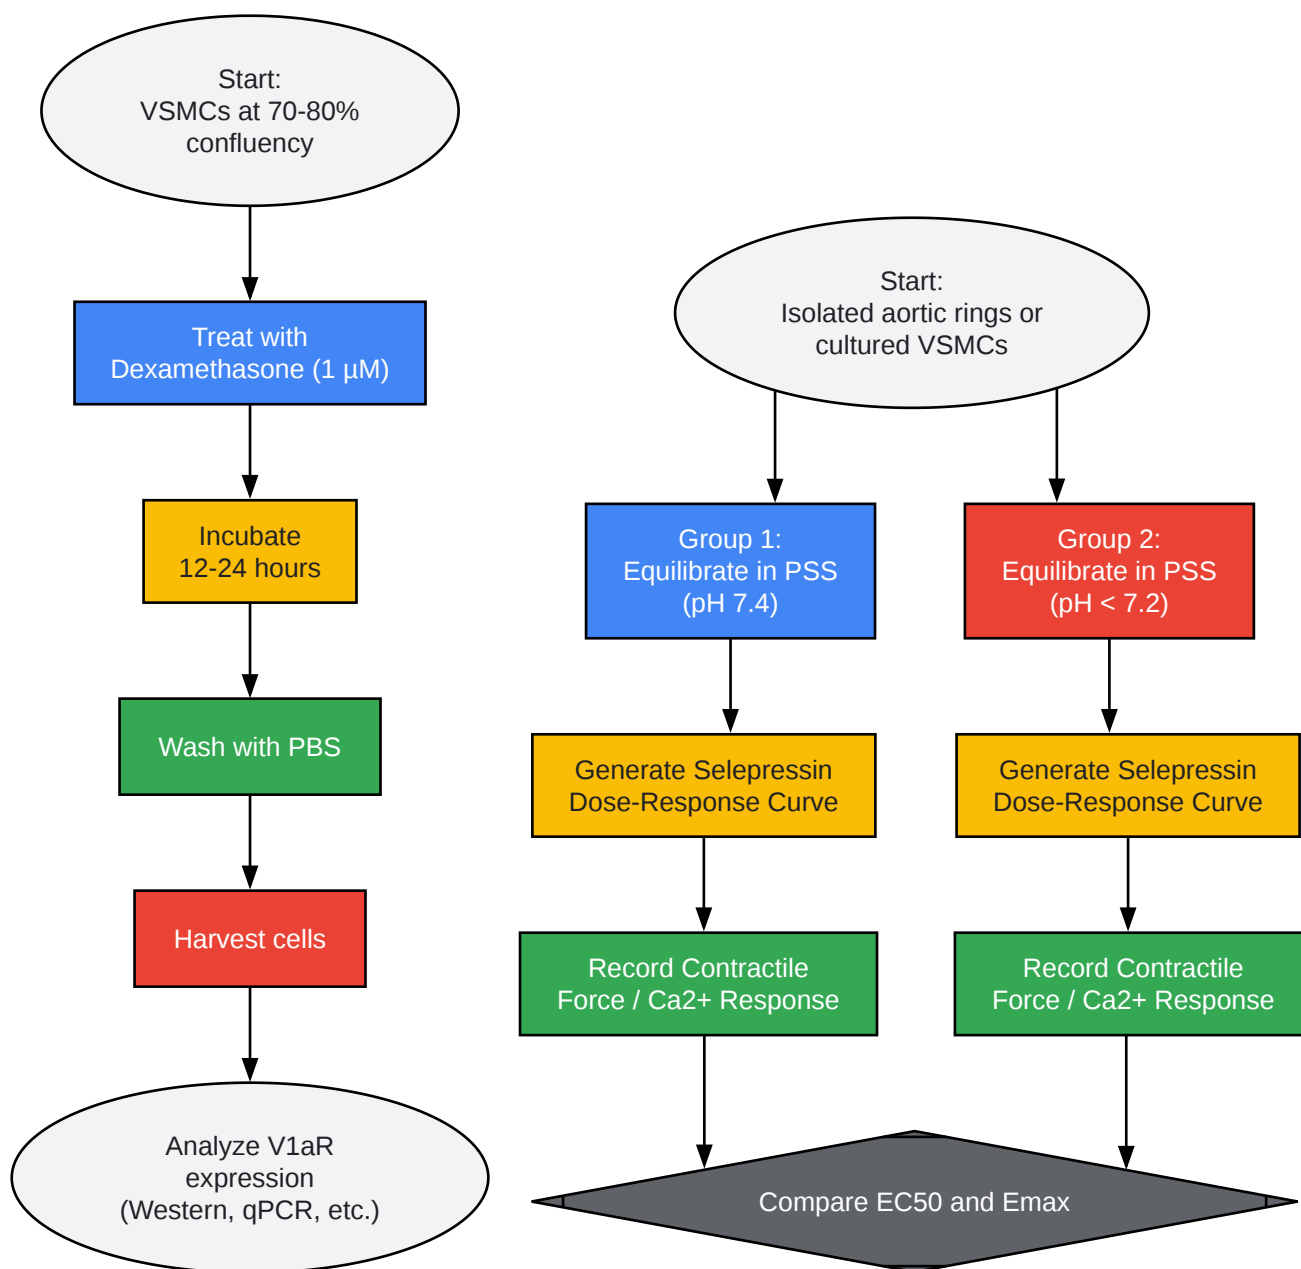 Start:
VSMCs at 70-80%
confluency
Treat with
Dexamethasone (1 µM)
Incubate
12-24 hours
Wash with PBS
Harvest cells
Analyze V1aR
expression
(Western, qPCR, etc.)
Start:
Isolated aortic rings or
cultured VSMCs
Group 1:
Equilibrate in PSS
(pH 7.4)
Generate Selepressin
Dose-Response Curve
Record Contractile
Force / Ca2+ Response
Group 2:
Equilibrate in PSS
(pH < 7.2)
Generate Selepressin
Dose-Response Curve
Record Contractile
Force / Ca2+ Response
Compare EC50 and Emax